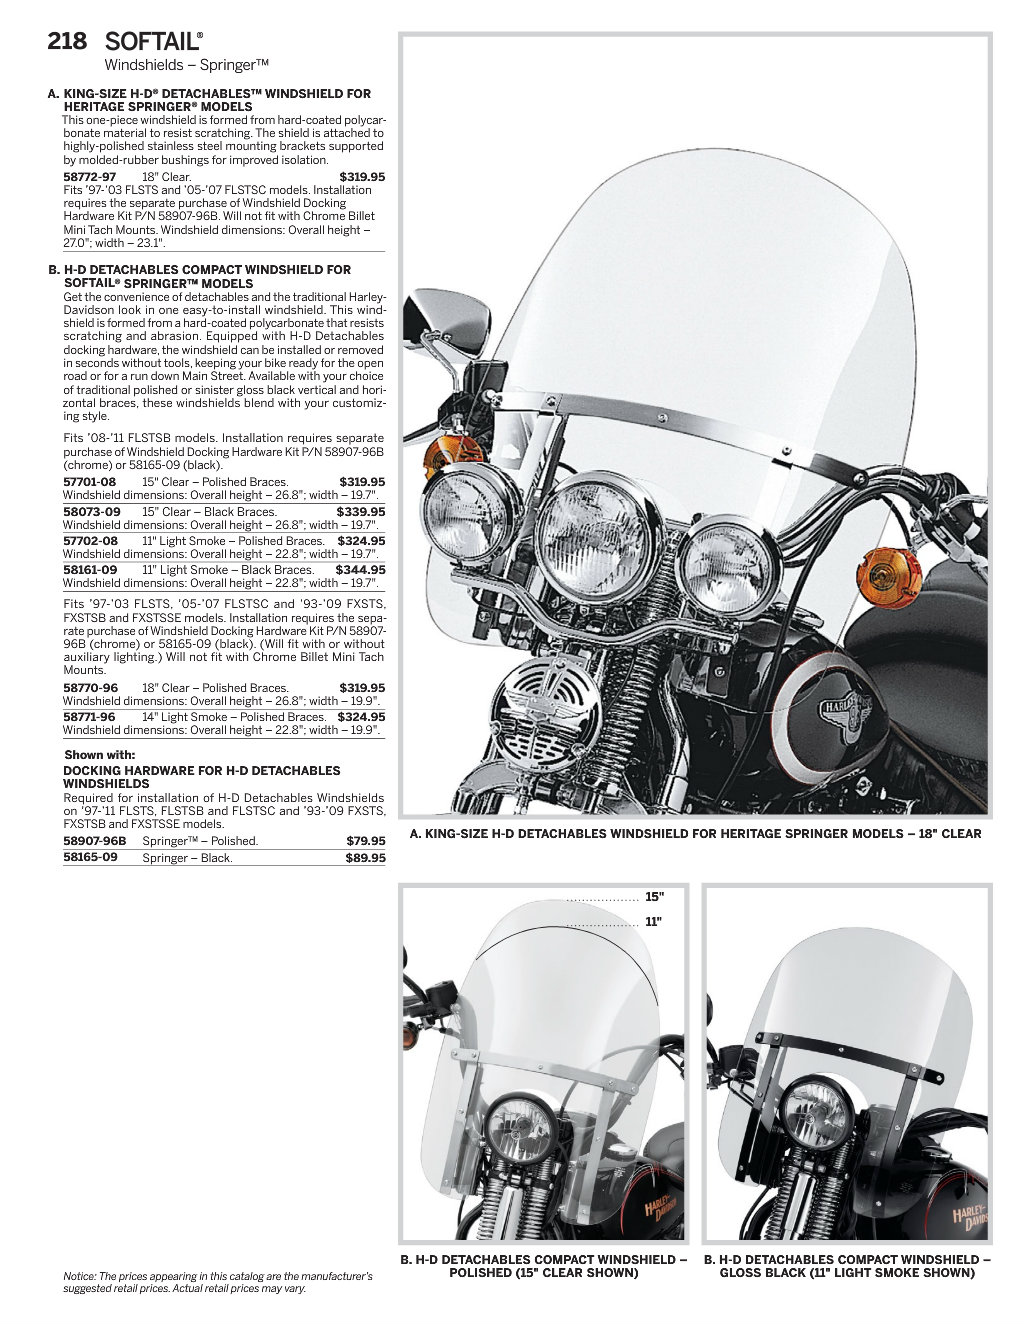 218 SOFTAIL®
Windshields – Springer™
A. KING-SIZE H-D® DETACHABLES™ WINDSHIELD FOR
HERITAGE SPRINGER® MODELS
This one-piece windshield is formed from hard-coated polycar-
bonate material to resist scratching. The shield is attached to
highly-polished stainless steel mounting brackets supported
by molded-rubber bushings for improved isolation.
58772-97 18" Clear. $319.95
Fits ’97-‘03 FLSTS and ’05-’07 FLSTSC models. Installation
requires the separate purchase of Windshield Docking
Hardware Kit P/N 58907-96B. Will not fit with Chrome Billet
Mini Tach Mounts. Windshield dimensions: Overall height –
27.0"; width – 23.1".
B. H-D DETACHABLES COMPACT WINDSHIELD FOR
SOFTAIL® SPRINGER™ MODELS
Get the convenience of detachables and the traditional Harley-
Davidson look in one easy-to-install windshield. This wind-
shield is formed from a hard-coated polycarbonate that resists
scratching and abrasion. Equipped with H-D Detachables
docking hardware, the windshield can be installed or removed
in seconds without tools, keeping your bike ready for the open
road or for a run down Main Street. Available with your choice
of traditional polished or sinister gloss black vertical and hori-
zontal braces, these windshields blend with your customiz-
ing style.
Fits ’08-’11 FLSTSB models. Installation requires separate
purchase of Windshield Docking Hardware Kit P/N 58907-96B
(chrome) or 58165-09 (black).
57701-08 15" Clear – Polished Braces. $319.95
Windshield dimensions: Overall height – 26.8"; width – 19.7".
58073-09 15" Clear – Black Braces. $339.95
Windshield dimensions: Overall height – 26.8"; width – 19.7".
57702-08 11" Light Smoke – Polished Braces. $324.95
Windshield dimensions: Overall height – 22.8"; width – 19.7".
58161-09 11" Light Smoke – Black Braces. $344.95
Windshield dimensions: Overall height – 22.8"; width – 19.7".
Fits ’97-’03 FLSTS, ‘05-’07 FLSTSC and ’93-’09 FXSTS,
FXSTSB and FXSTSSE models. Installation requires the sepa-
rate purchase of Windshield Docking Hardware Kit P/N 58907-
96B (chrome) or 58165-09 (black). (Will fit with or without
auxiliary lighting.) Will not fit with Chrome Billet Mini Tach
Mounts.
58770-96 18" Clear – Polished Braces. $319.95
Windshield dimensions: Overall height – 26.8"; width – 19.9".
58771-96 14" Light Smoke – Polished Braces. $324.95
Windshield dimensions: Overall height – 22.8"; width – 19.9".
Shown with:
DOCKING HARDWARE FOR H-D DETACHABLES
WINDSHIELDS
Required for installation of H-D Detachables Windshields
on ’97-’11 FLSTS, FLSTSB and FLSTSC and ’93-’09 FXSTS,
FXSTSB and FXSTSSE models.
58907-96B Springer™ – Polished. $79.95
58165-09 Springer – Black. $89.95
Notice: The prices appearing in this catalog are the manufacturer’s
suggested retail prices. Actual retail prices may vary.
HARL
A. KING-SIZE H-D DETACHABLES WINDSHIELD FOR HERITAGE SPRINGER MODELS – 18" CLEAR
15"
11"
HARLEY-
DAVIDSON
B. H-D DETACHABLES COMPACT WINDSHIELD –
POLISHED (15" CLEAR SHOWN)
HARLEY-
DAVIDS
B. H-D DETACHABLES COMPACT WINDSHIELD –
GLOSS BLACK (11" LIGHT SMOKE SHOWN)